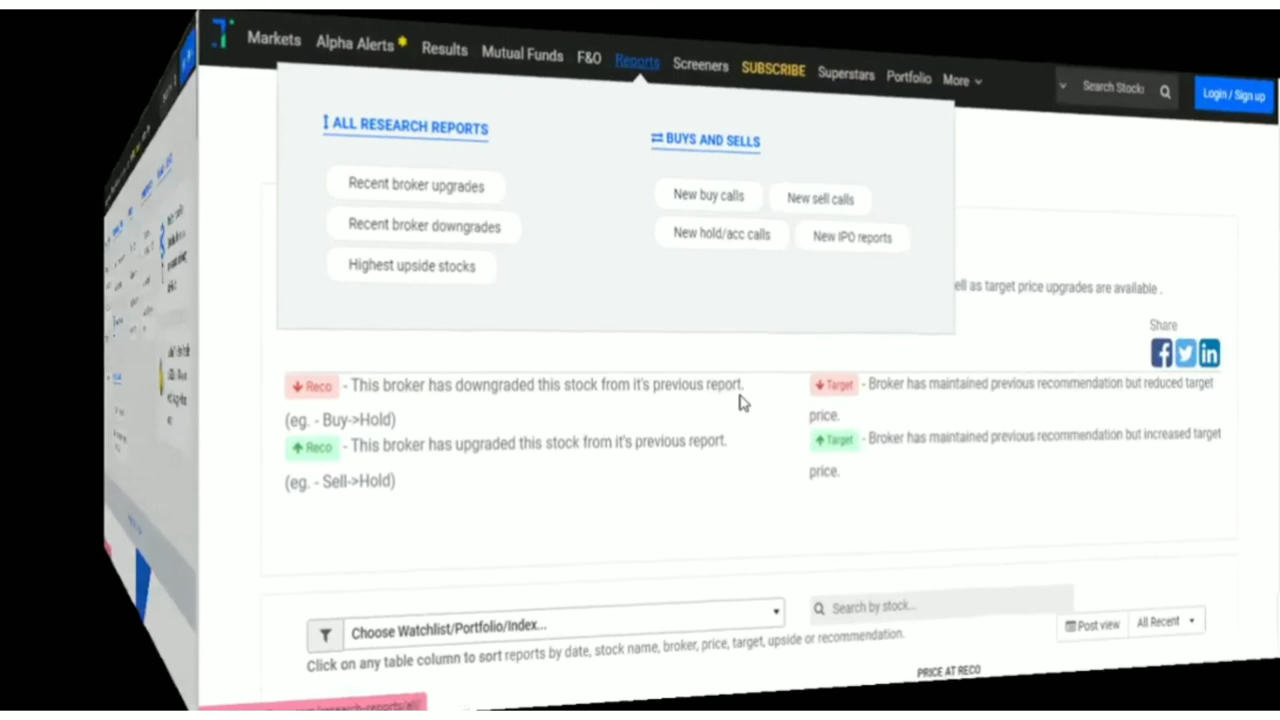 Markets Alpha Alerts Results Mutual Funds F&O Reports Screeners SUBSCRIBE Superstars Portfolio More Search Stock Login / Sign up
ALL RESEARCH REPORTS
BUYS AND SELLS
Recent broker upgrades
New buy calls New sell calls
Recent broker downgrades
New hold/acc calls New IPO reports
Highest upside stocks
ell as target price upgrades are available .
Share
Reco - This broker has downgraded this stock from it's previous report.
(eg. - Buy->Hold)
Reco - This broker has upgraded this stock from it's previous report.
(eg. - Sell->Hold)
Target - Broker has maintained previous recommendation but reduced target
price.
Target - Broker has maintained previous recommendation but increased target
price.
Choose Watchlist/Portfolio/Index...
Search by stock...
Post view All Recent
Click on any table column to sort reports by date, stock name, broker, price, target, upside or recommendation.
PRICE AT RECO